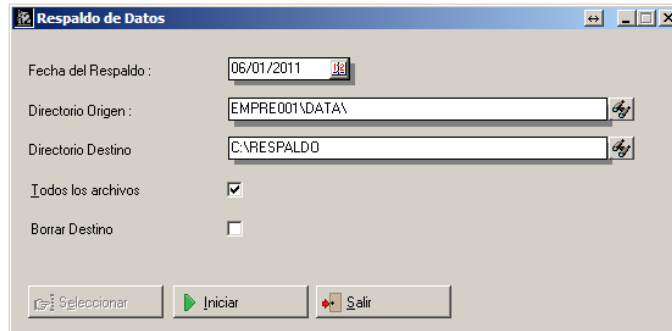 Respaldo de Datos
Fecha del Respaldo : 06/01/2011
Directorio Origen : EMPRE001\DATA\
Directorio Destino C:\RESPALDO
Todos los archivos
Borrar Destino
Seleccionar Iniciar Salir